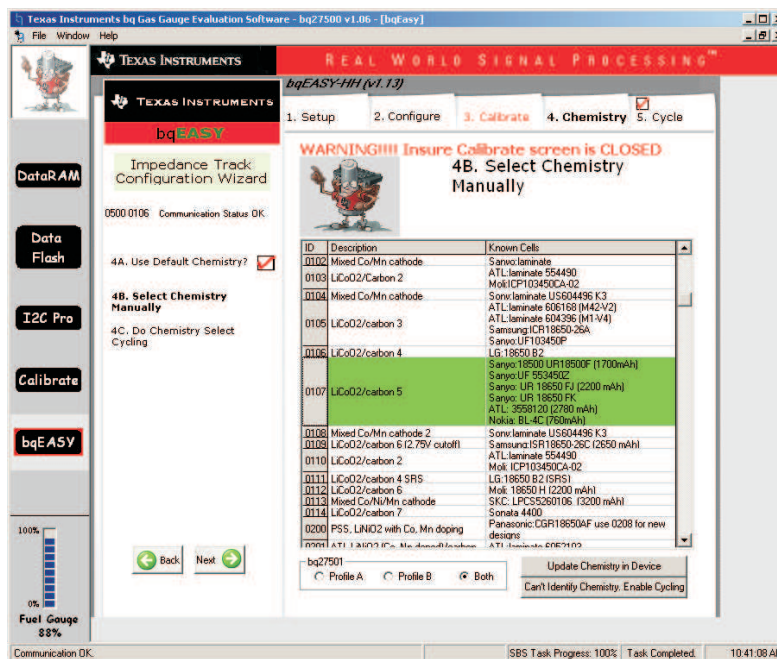 Texas Instruments bq Gas Gauge Evaluation Software - bq27500 v1.06 - [bqEasy]
File Window Help
TEXAS INSTRUMENTS
REAL WORLD SIGNAL PROCESSING™
bqEASY-HH (v1.13)
TEXAS INSTRUMENTS
bqEASY
1. Setup 2. Configure 3. Calibrate 4. Chemistry 5. Cycle
WARNING!!!! Insure Calibrate screen is CLOSED
Impedance Track
Configuration Wizard
4B. Select Chemistry
Manually
0500 0106 Communication Status OK
4A. Use Default Chemistry?
4B. Select Chemistry
Manually
4C. Do Chemistry Select
Cycling
DataRAM
Data
Flash
I2C Pro
Calibrate
bqEASY
ID Description Known Cells
0102 Mixed Co/Mn cathode Sanyo:laminate
0103 LiCoO2/Carbon 2 ATL:laminate 554490
Moli:ICP103450CA-02
0104 Mixed Co/Mn cathode Sony:laminate US604496 K3
0105 LiCoO2/carbon 3 ATL:laminate 606168 (M42-V2)
ATL:laminate 604396 (M1-V4)
Samsung:ICR18650-26A
Sanyo:UF103450P
0106 LiCoO2/carbon 4 LG:18650 B2
0107 LiCoO2/carbon 5 Sanyo:18500 UR18500F (1700mAh)
Sanyo:UF 553450Z
Sanyo: UR 18650 FJ (2200 mAh)
Sanyo: UR 18650 FK
ATL: 3558120 (2780 mAh)
Nokia: BL-4C (760mAh)
0108 Mixed Co/Mn cathode 2 Sony:laminate US604496 K3
0109 LiCoO2/carbon 6 (2.75V cutoff) Samsung:ISR18650-26C (2650 mAh)
0110 LiCoO2/carbon 2 ATL:laminate 554490
Moli: ICP103450CA-02
0111 LiCoO2/carbon 4 SRS LG:18650 B2 (SRS)
0112 LiCoO2/carbon 6 Moli: 18650 H (2200 mAh)
0113 Mixed Co/Ni/Mn cathode SKC: LPCS5260106 (3200 mAh)
0114 LiCoO2/carbon 7 Sonata 4400
0200 PSS, LiNiO2 with Co, Mn doping Panasonic:CGR18650AF use 0208 for new
designs
0201 ATL LiNiO2 (Co, Mn doped)/carbon ATL:laminate 6052103
Back Next
bq27501
Profile A Profile B Both
Update Chemistry in Device
Can't Identify Chemistry, Enable Cycling
100%
0%
Fuel Gauge
88%
Communication OK. SBS Task Progress: 100% Task Completed. 10:41:08